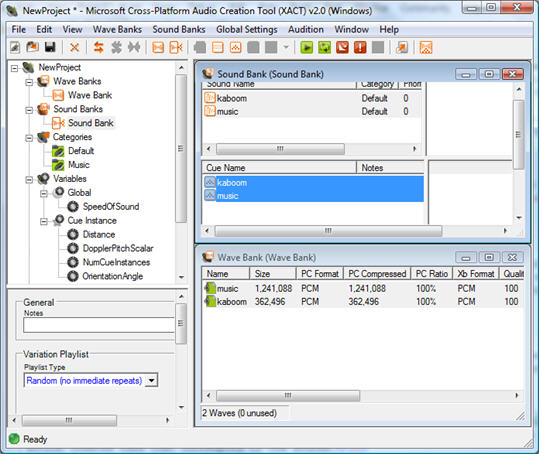 NewProject * - Microsoft Cross-Platform Audio Creation Tool (XACT) v2.0 (Windows)
File Edit View Wave Banks Sound Banks Global Settings Audition Window Help
NewProject
Wave Banks
Wave Bank
Sound Banks
Sound Bank
Categories
Default
Music
Variables
Global
SpeedOfSound
Cue Instance
Distance
DopplerPitchScalar
NumCueInstances
OrientationAngle
General
Notes
Variation Playlist
Playlist Type
Random (no immediate repeats)
Sound Bank (Sound Bank)
Sound Name Category Prior
kaboom Default 0
music Default 0
Cue Name Notes
kaboom
music
Wave Bank (Wave Bank)
Name Size PC Format PC Compressed PC Ratio Xb Format Qualit
music 1,241,088 PCM 1,241,088 100% PCM 100
kaboom 362,496 PCM 362,496 100% PCM 100
2 Waves (0 unused)
Ready